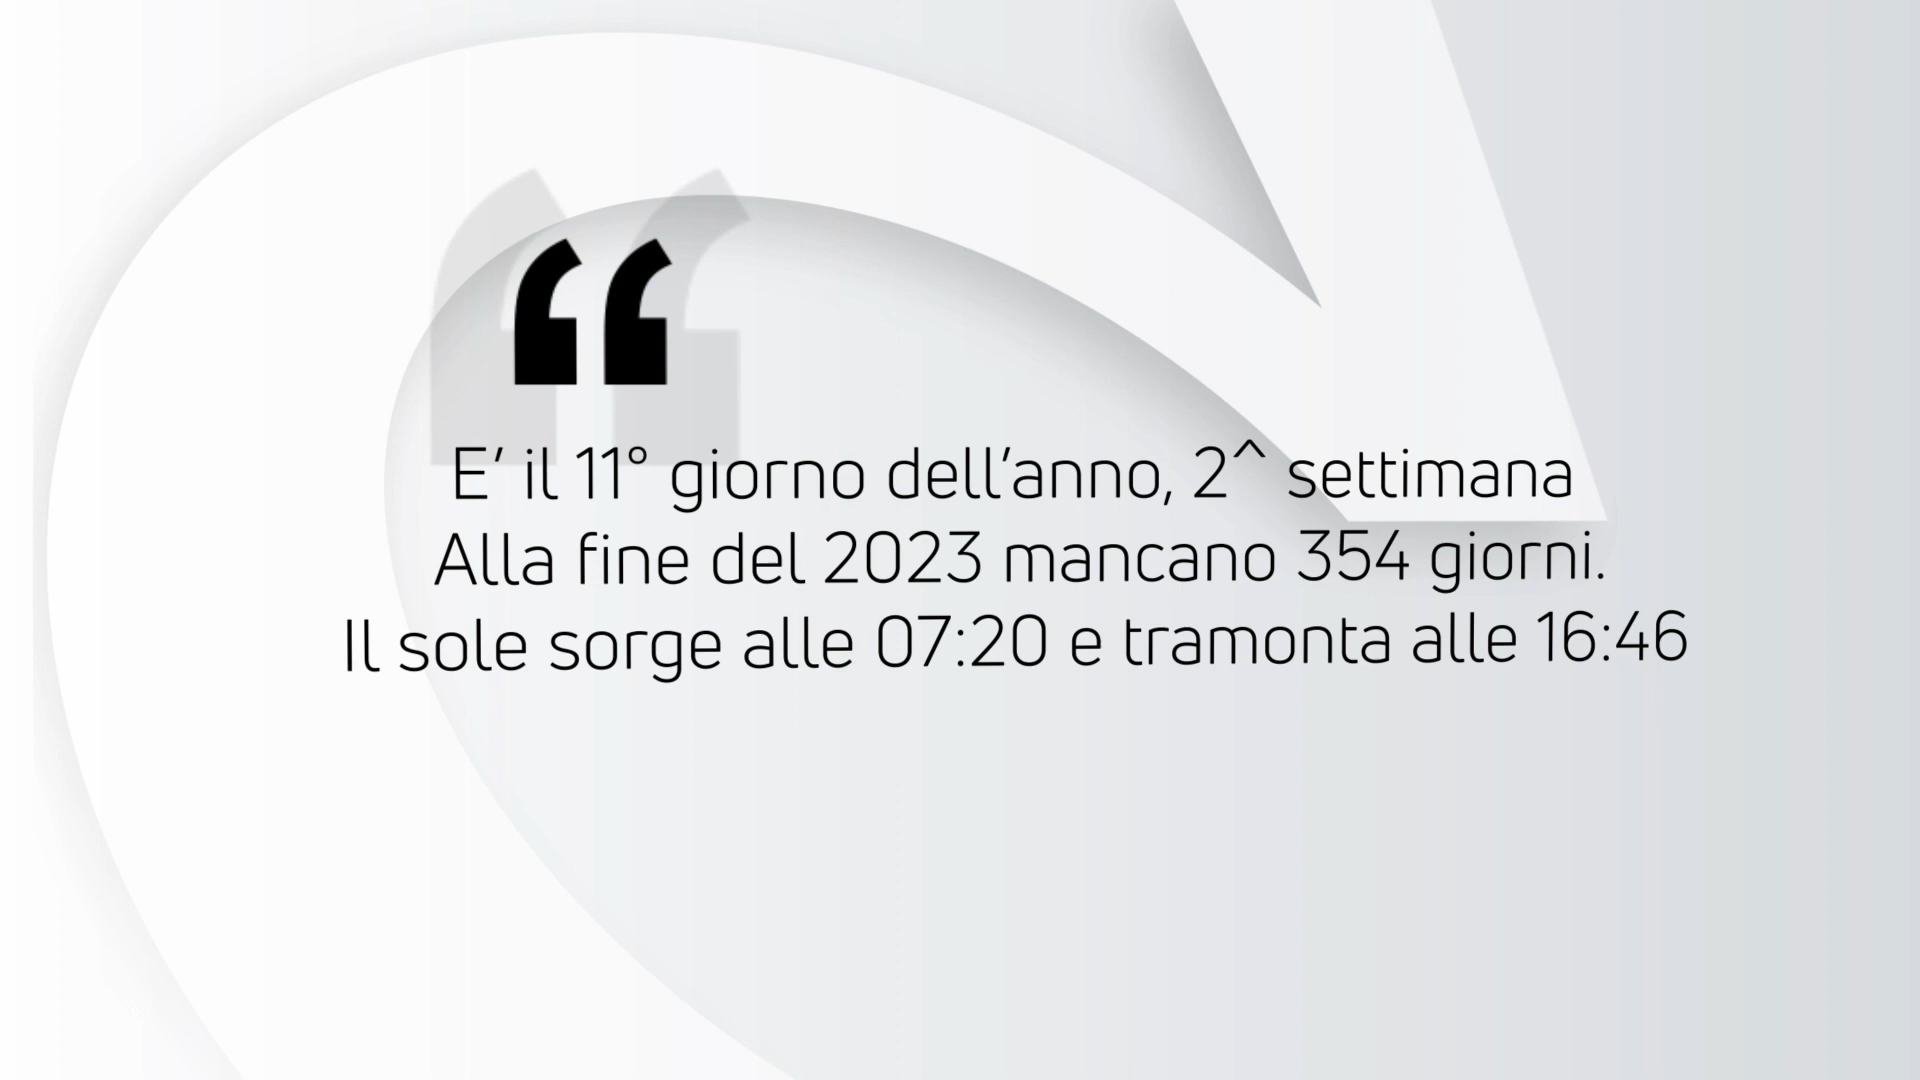 E’ il 11° giorno dell’anno, 2^ settimana
Alla fine del 2023 mancano 354 giorni.
Il sole sorge alle 07:20 e tramonta alle 16:46